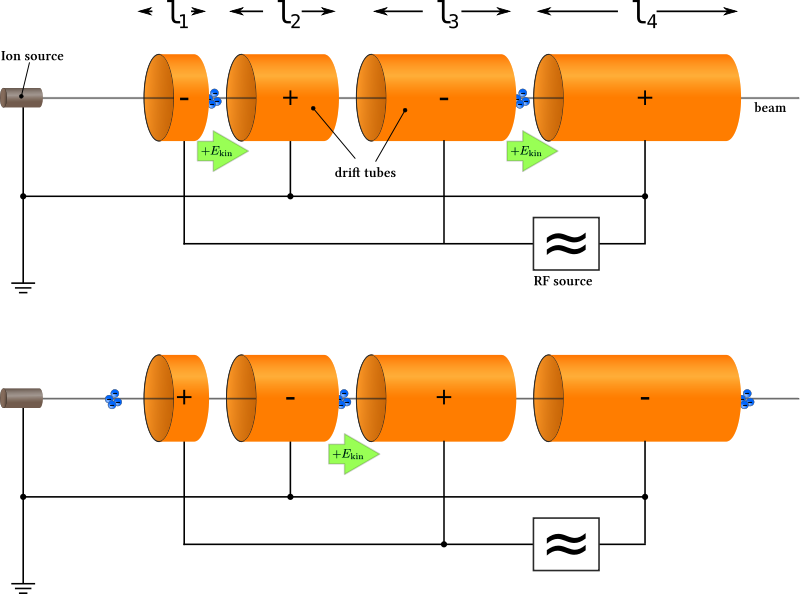 l1 l2 l3 l4
Ion source
- + - +
beam
+Ekin +Ekin
drift tubes
≈
RF source
+ - + -
+Ekin
≈